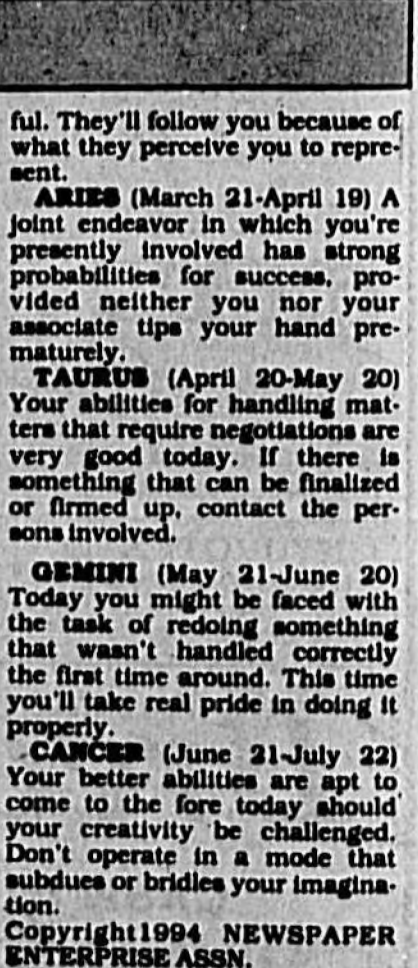 ful. They'll follow you because of
what they perceive you to repre-
sent.
ARIES (March 21-April 19) A
joint endeavor in which you're
presently involved has strong
probabilities for success, pro-
vided neither you nor your
associate tips your hand pre-
maturely.
TAURUS (April 20-May 20)
Your abilities for handling mat-
ters that require negotiations are
very good today. If there is
something that can be finalized
or firmed up, contact the per-
sons involved.
GEMINI (May 21-June 20)
Today you might be faced with
the task of redoing something
that wasn't handled correctly
the first time around. This time
you'll take real pride in doing it
properly.
CANCER (June 21-July 22)
Your better abilities are apt to
come to the fore today should
your creativity be challenged.
Don't operate in a mode that
subdues or bridles your imagina-
tion.
Copyright1994 NEWSPAPER
ENTERPRISE ASSN.